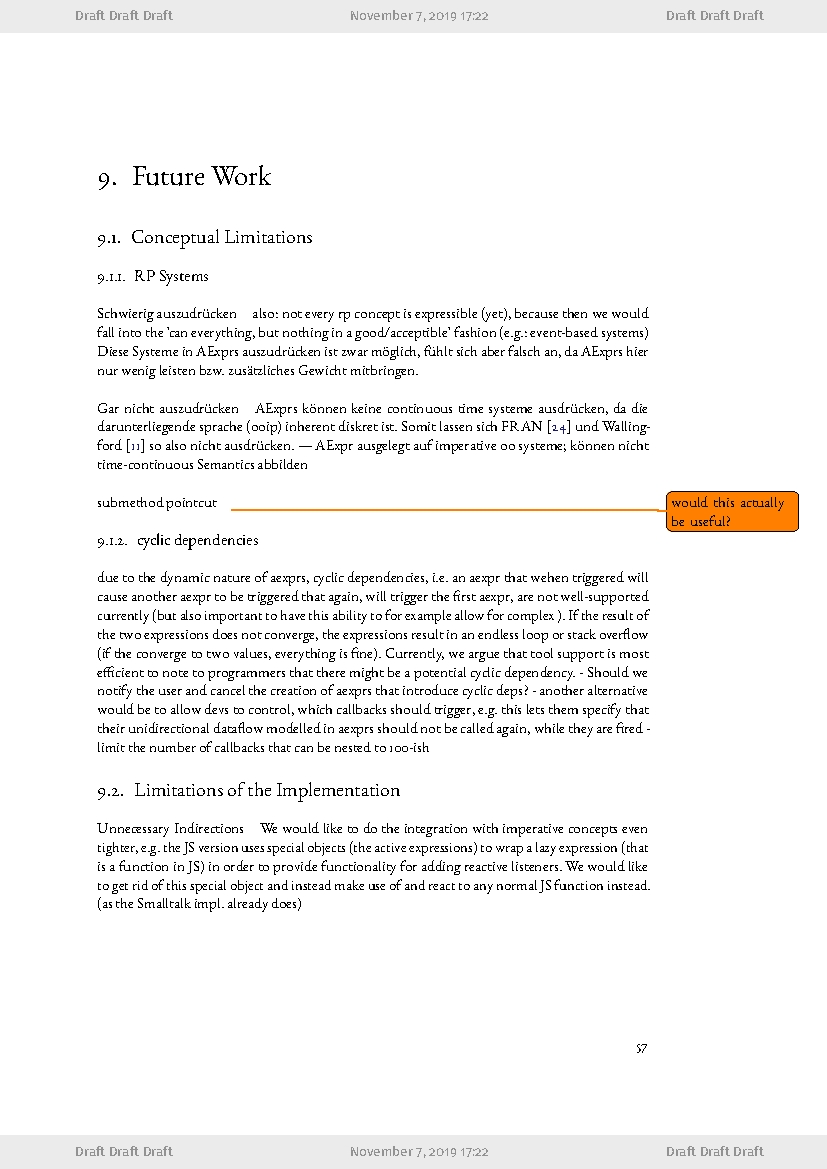 Draft Draft Draft November 7, 2019 17:22 Draft Draft Draft
9. Future Work
9.1. Conceptual Limitations
9.1.1. RP Systems
Schwierig auszudrücken also: not every rp concept is expressible (yet), because then we would
fall into the 'can everything, but nothing in a good/acceptible' fashion (e.g.: event-based systems)
Diese Systeme in AExprs auszudrücken ist zwar möglich, fühlt sich aber falsch an, da AExprs hier
nur wenig leisten bzw. zusätzliches Gewicht mitbringen.
Gar nicht auszudrücken AExprs können keine continuous time systeme ausdrücken, da die
darunterliegende sprache (ooip) inherent diskret ist. Somit lassen sich FRAN [24] und Walling-
ford [11] so also nicht ausdrücken. — AExpr ausgelegt auf imperative oo systeme; können nicht
time-continuous Semantics abbilden
submethod pointcut
would this actually
be useful?
9.1.2. cyclic dependencies
due to the dynamic nature of aexprs, cyclic dependencies, i.e. an aexpr that wehen triggered will
cause another aexpr to be triggered that again, will trigger the first aexpr, are not well-supported
currently (but also important to have this ability to for example allow for complex ). If the result of
the two expressions does not converge, the expressions result in an endless loop or stack overflow
(if the converge to two values, everything is fine). Currently, we argue that tool support is most
efficient to note to programmers that there might be a potential cyclic dependency. - Should we
notify the user and cancel the creation of aexprs that introduce cyclic deps? - another alternative
would be to allow devs to control, which callbacks should trigger, e.g. this lets them specify that
their unidirectional dataflow modelled in aexprs should not be called again, while they are fired -
limit the number of callbacks that can be nested to 100-ish
9.2. Limitations of the Implementation
Unnecessary Indirections We would like to do the integration with imperative concepts even
tighter, e.g. the JS version uses special objects (the active expressions) to wrap a lazy expression (that
is a function in JS) in order to provide functionality for adding reactive listeners. We would like
to get rid of this special object and instead make use of and react to any normal JS function instead.
(as the Smalltalk impl. already does)
57
Draft Draft Draft November 7, 2019 17:22 Draft Draft Draft